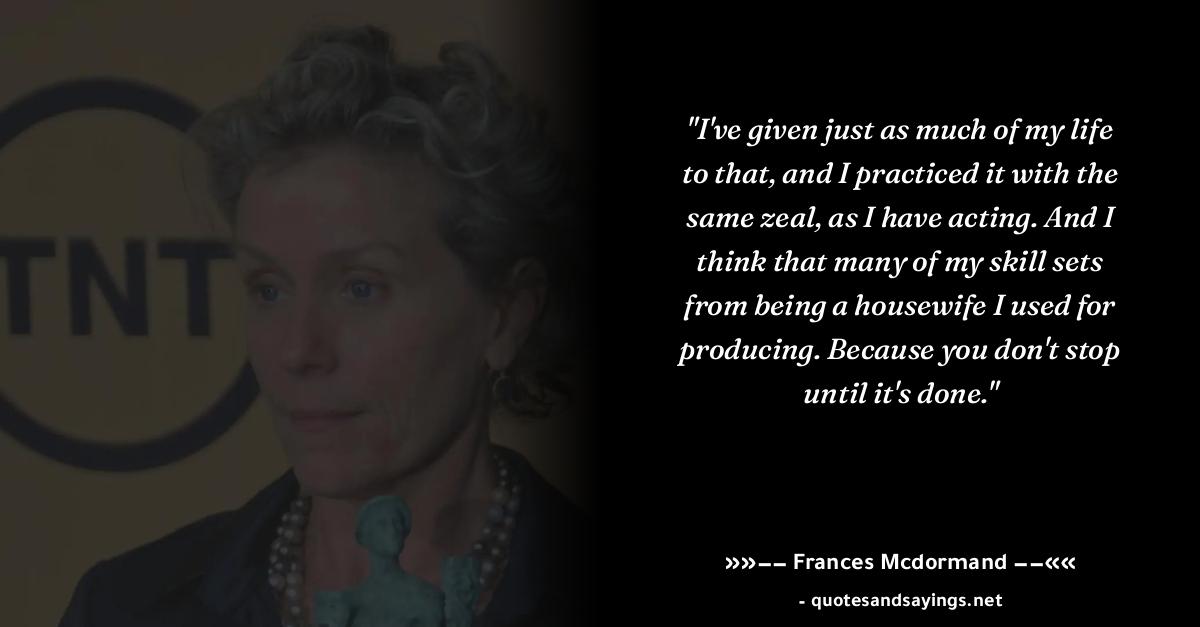 TNT
"I've given just as much of my life
to that, and I practiced it with the
same zeal, as I have acting. And I
think that many of my skill sets
from being a housewife I used for
producing. Because you don't stop
until it's done."
»»−− Frances Mcdormand −−««
- quotesandsayings.net